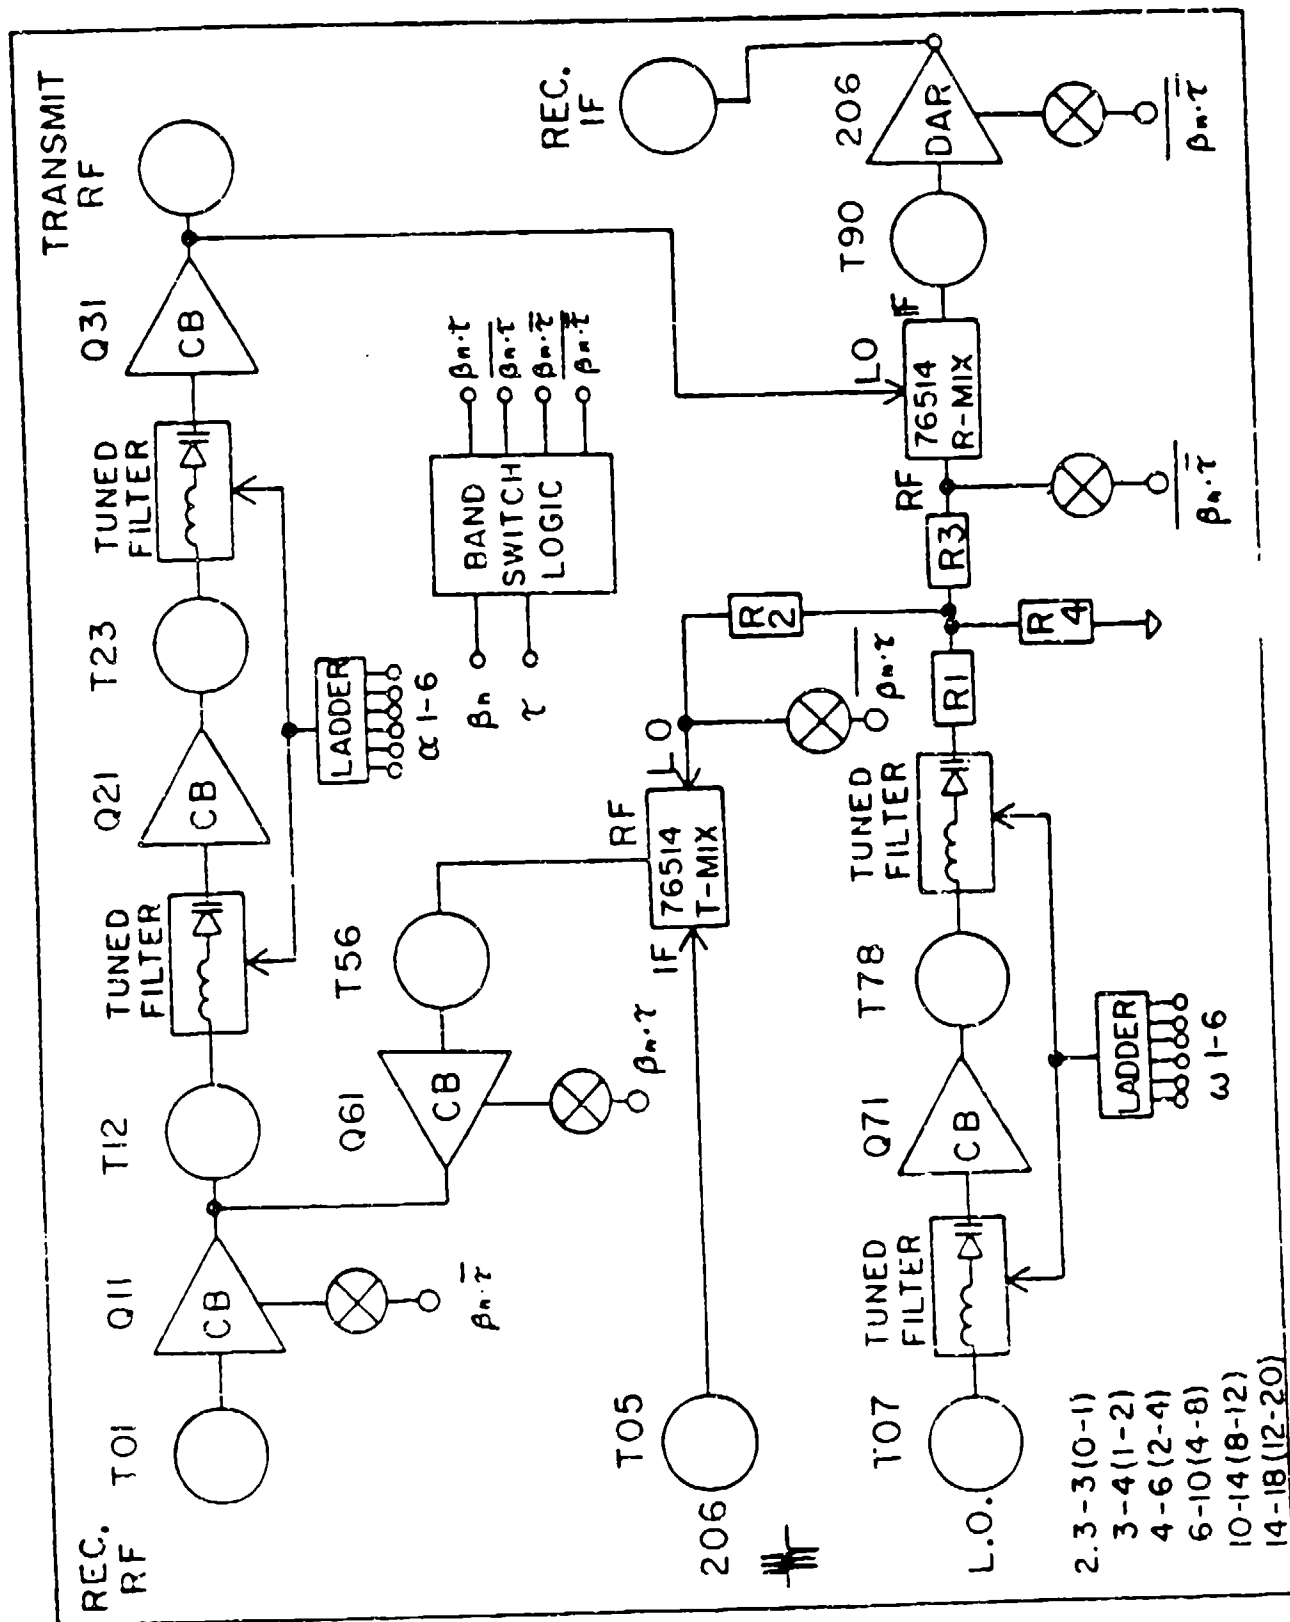 REC.
RF
T01
Q11
CB
βn·τ̅
T12
TUNED
FILTER
Q21
CB
T23
TUNED
FILTER
Q31
CB
TRANSMIT
RF
LADDER
α 1-6
Q61
CB
βn·τ
T56
βn
τ
BAND
SWITCH
LOGIC
βn·τ
βn·τ
βn·τ̅
βn·τ̅
REC.
IF
206
T05
IF
76514
T-MIX
RF
LO
βn·τ
R2
LO
76514
R-MIX
RF
IF
T90
206
DAR
βn·τ̅
L.O.
T07
TUNED
FILTER
Q71
CB
T78
TUNED
FILTER
R1
R3
R4
βn·τ̅
LADDER
ω 1-6
2.3-3(0-1)
3-4(1-2)
4-6(2-4)
6-10(4-8)
10-14(8-12)
14-18(12-20)